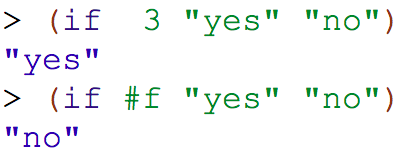 > (if  3 "yes" "no")
"yes"
> (if #f "yes" "no")
"no"